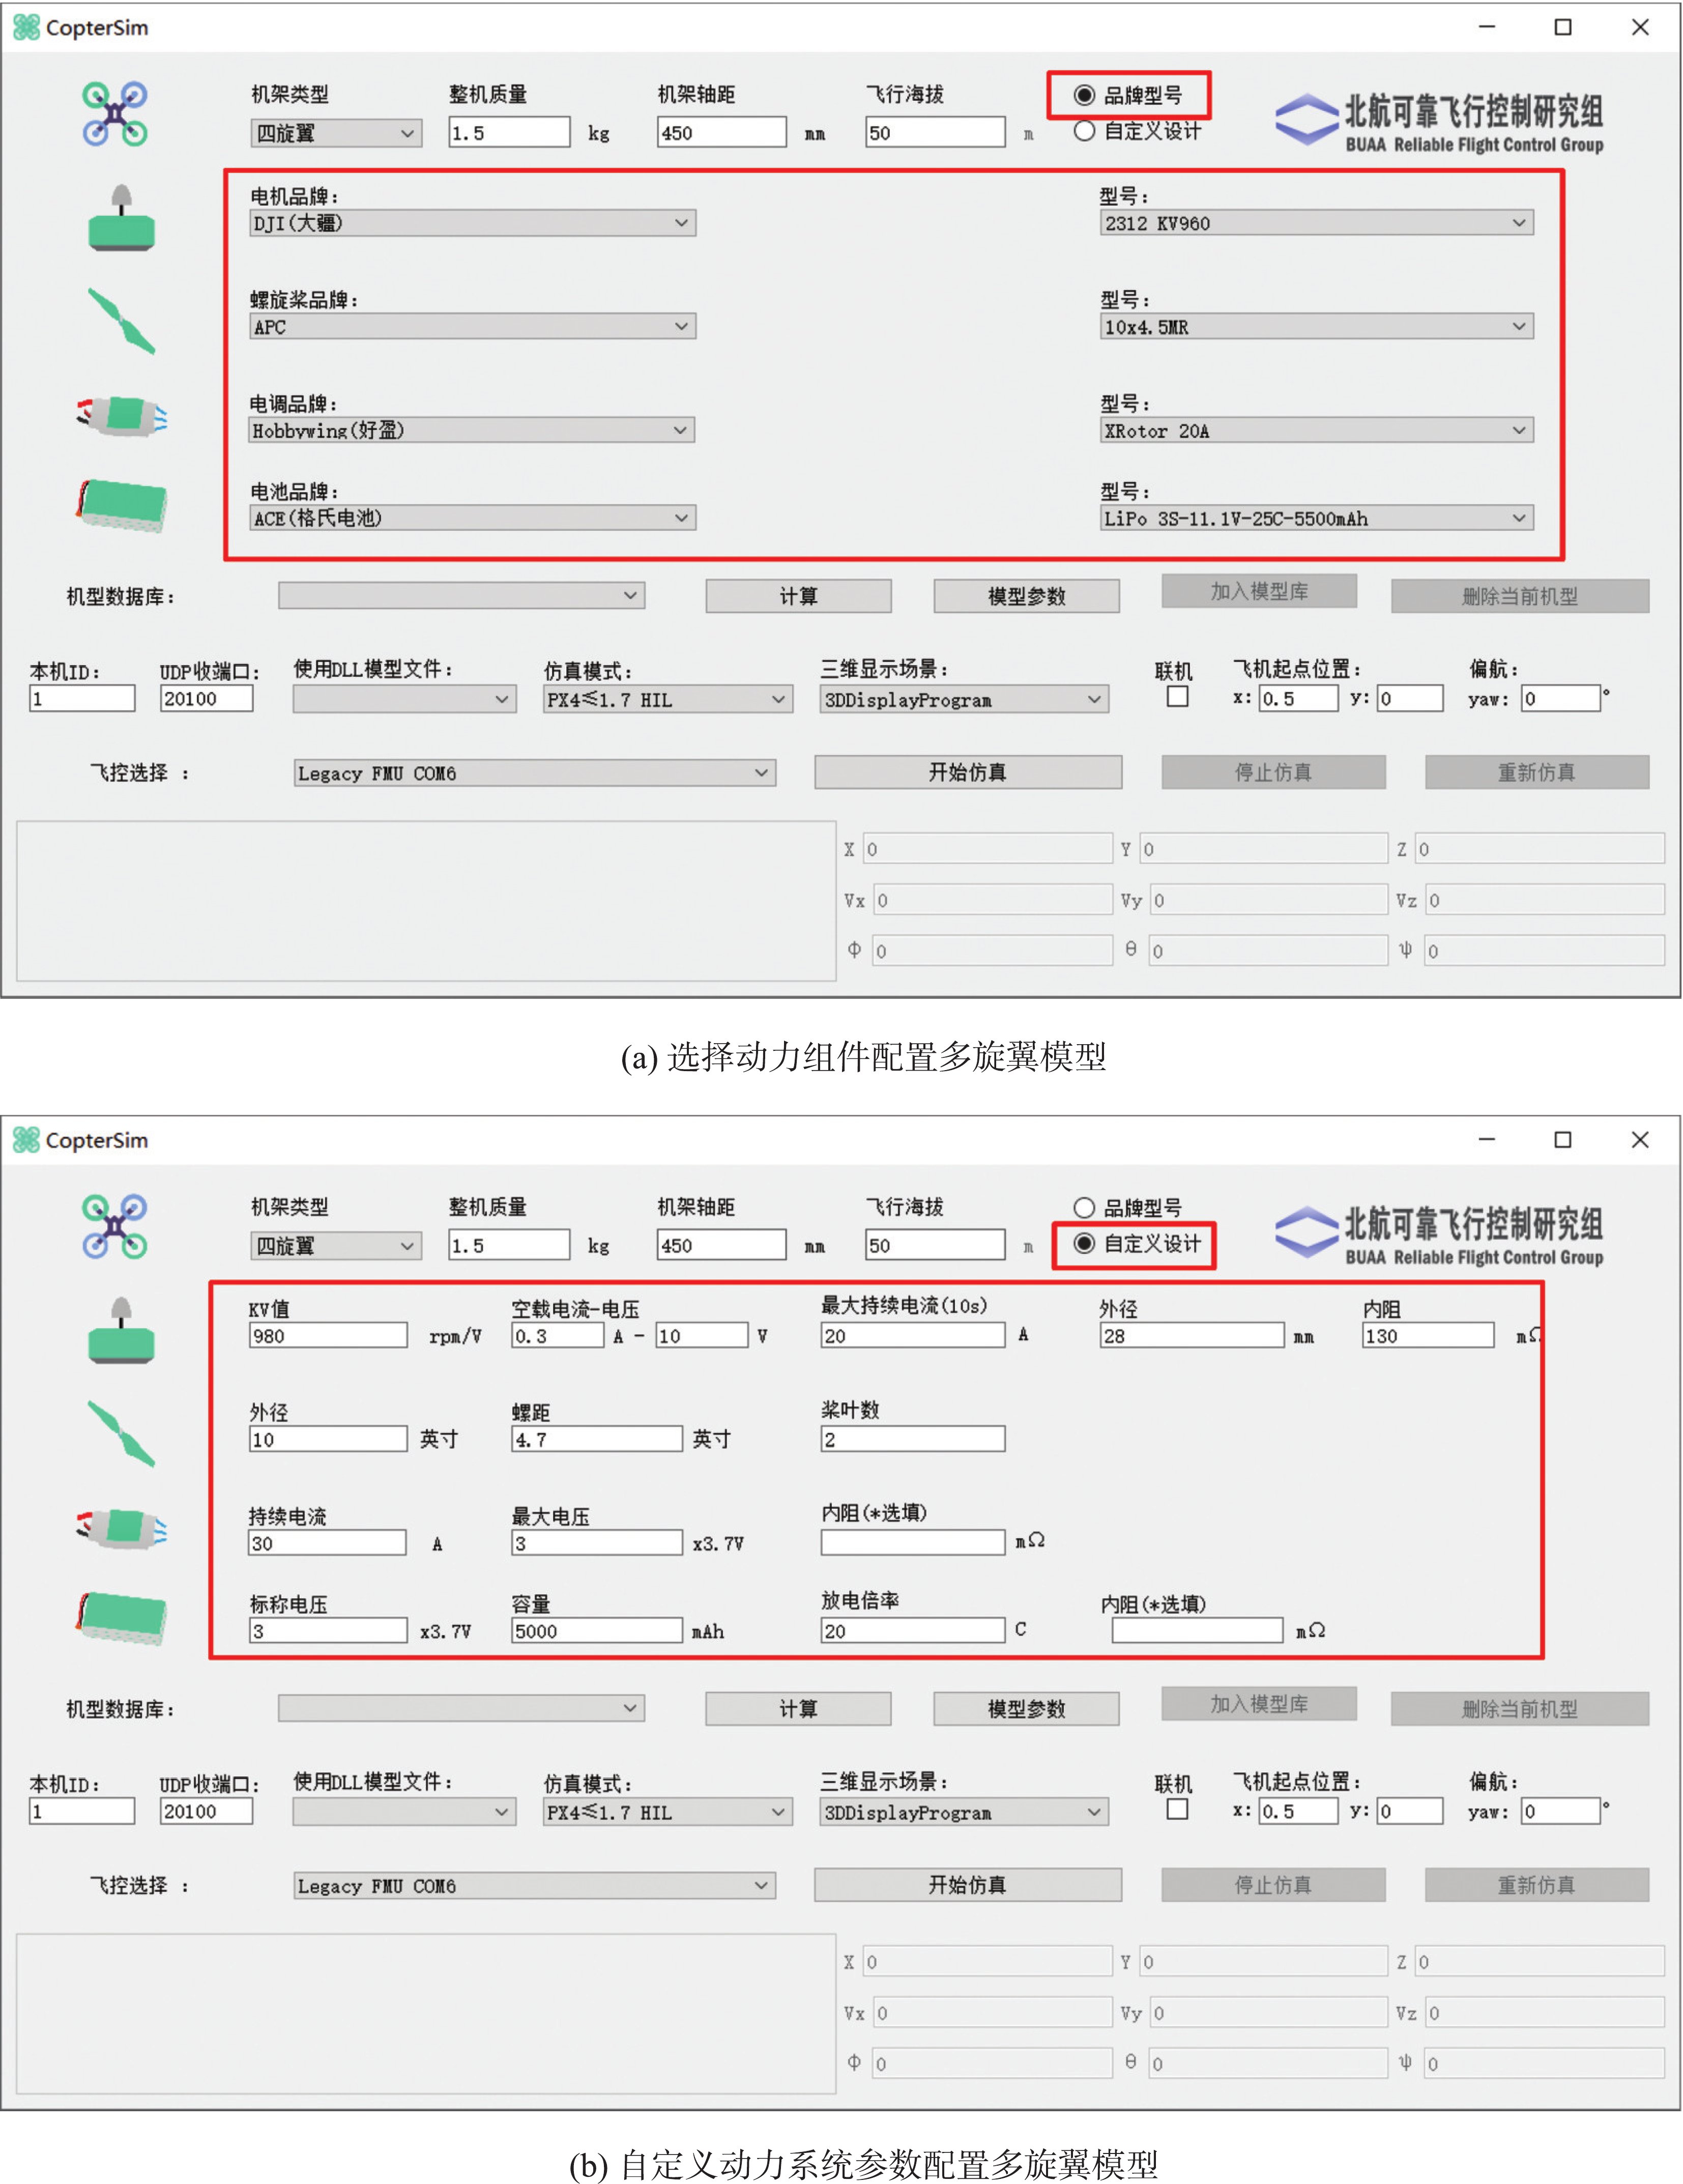 CopterSim
机架类型 整机质量 机架轴距 飞行海拔 品牌型号
四旋翼 1.5 kg 450 mm 50 m 自定义设计
北航可靠飞行控制研究组
BUAA Reliable Flight Control Group
电机品牌: 型号:
DJI(大疆) 2312 KV960
螺旋桨品牌: 型号:
APC 10x4.5MR
电调品牌: 型号:
Hobbywing(好盈) XRotor 20A
电池品牌: 型号:
ACE(格氏电池) LiPo 3S-11.1V-25C-5500mAh
机型数据库: 计算 模型参数 加入模型库 删除当前机型
本机ID: UDP收端口: 使用DLL模型文件: 仿真模式: 三维显示场景: 联机 飞机起点位置: 偏航:
1 20100 PX4≤1.7 HIL 3DDisplayProgram x: 0.5 y: 0 yaw: 0 °
飞控选择 : Legacy FMU COM6 开始仿真 停止仿真 重新仿真
X 0 Y 0 Z 0
Vx 0 Vy 0 Vz 0
Φ 0 θ 0 ψ 0
(a) 选择动力组件配置多旋翼模型
CopterSim
机架类型 整机质量 机架轴距 飞行海拔 品牌型号
四旋翼 1.5 kg 450 mm 50 m 自定义设计
北航可靠飞行控制研究组
BUAA Reliable Flight Control Group
KV值 空载电流-电压 最大持续电流(10s) 外径 内阻
980 rpm/V 0.3 A - 10 V 20 A 28 mm 130 mΩ
外径 螺距 桨叶数
10 英寸 4.7 英寸 2
持续电流 最大电压 内阻(*选填)
30 A 3 x3.7V mΩ
标称电压 容量 放电倍率 内阻(*选填)
3 x3.7V 5000 mAh 20 C mΩ
机型数据库: 计算 模型参数 加入模型库 删除当前机型
本机ID: UDP收端口: 使用DLL模型文件: 仿真模式: 三维显示场景: 联机 飞机起点位置: 偏航:
1 20100 PX4≤1.7 HIL 3DDisplayProgram x: 0.5 y: 0 yaw: 0 °
飞控选择 : Legacy FMU COM6 开始仿真 停止仿真 重新仿真
X 0 Y 0 Z 0
Vx 0 Vy 0 Vz 0
Φ 0 θ 0 ψ 0
(b) 自定义动力系统参数配置多旋翼模型